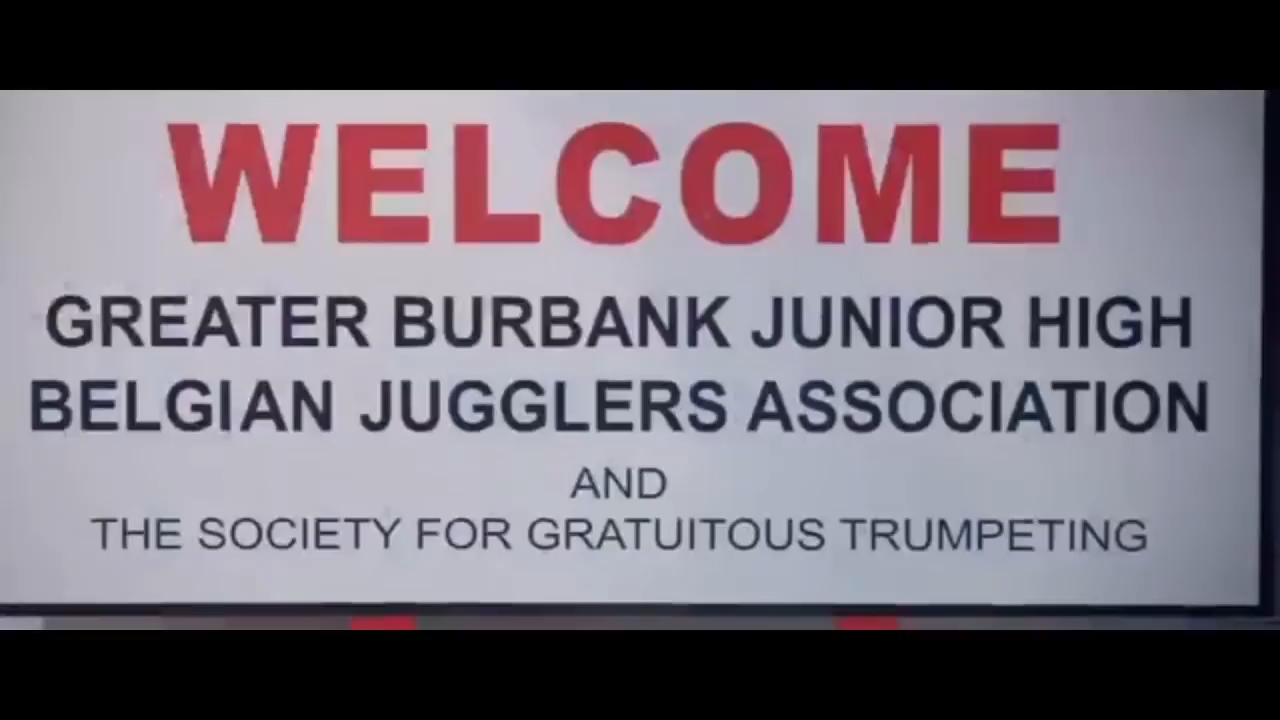 WELCOME
GREATER BURBANK JUNIOR HIGH
BELGIAN JUGGLERS ASSOCIATION
AND
THE SOCIETY FOR GRATUITOUS TRUMPETING